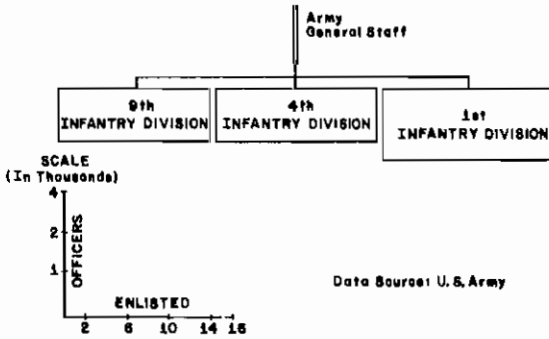 Army
General Staff
9th
INFANTRY DIVISION
4th
INFANTRY DIVISION
1st
INFANTRY DIVISION
SCALE
(In Thousands)
4
2
1
OFFICERS
ENLISTED
2 6 10 14 16
Data Source: U.S. Army